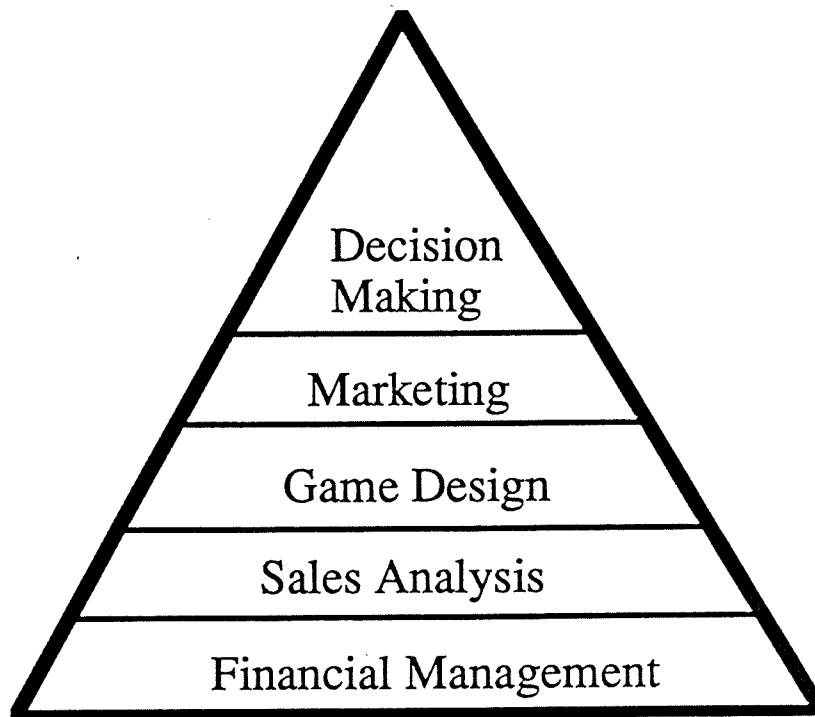 Decision
Making
Marketing
Game Design
Sales Analysis
Financial Management